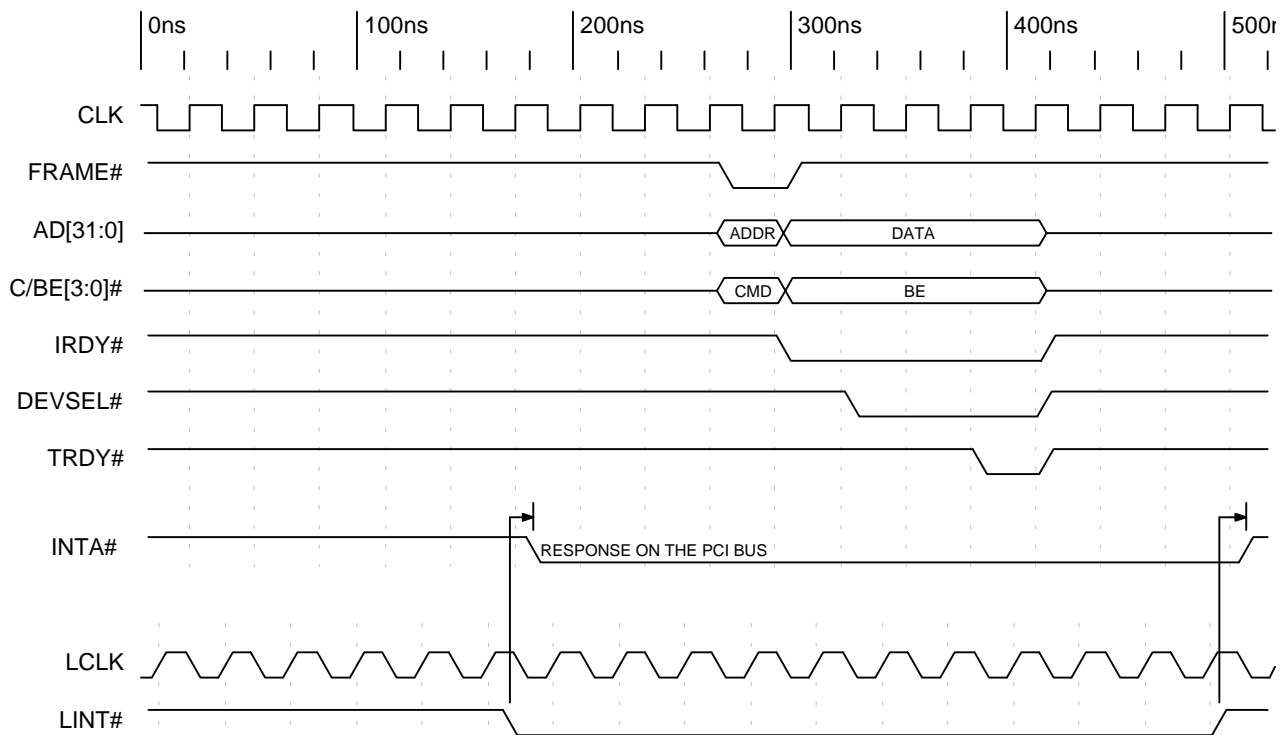 0ns 100ns 200ns 300ns 400ns 500n
CLK
FRAME#
AD[31:0] ADDR DATA
C/BE[3:0]# CMD BE
IRDY#
DEVSEL#
TRDY#
INTA# RESPONSE ON THE PCI BUS
LCLK
LINT#